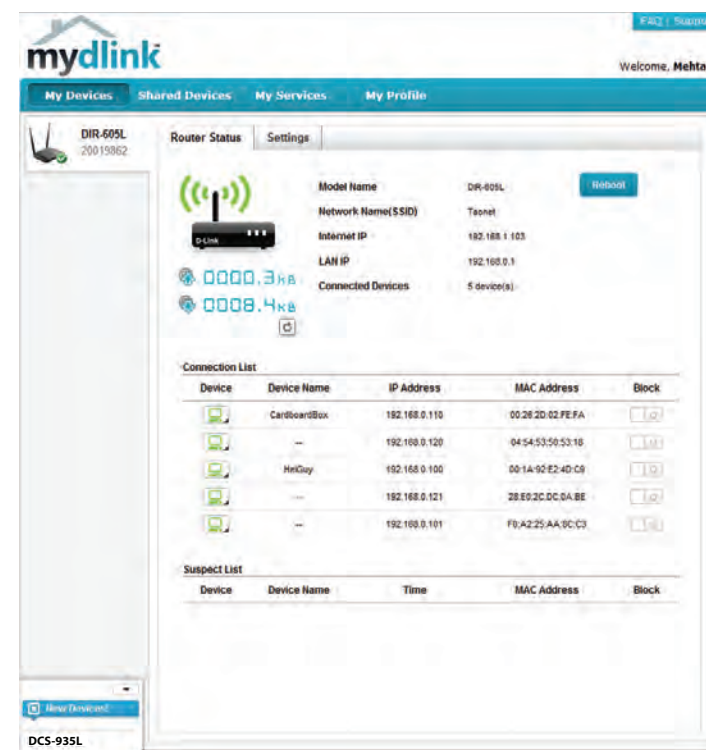 FAQ | Suppo
mydlink
Welcome, Mehta
My Devices Shared Devices My Services My Profile
DIR-605L
20019862
Router Status Settings
Model Name DIR-605L Reboot
Network Name(SSID) Taonet
Internet IP 192.168.1.103
D-Link
LAN IP 192.168.0.1
0000.3KB
Connected Devices 5 device(s)
0008.4KB
Connection List
Device Device Name IP Address MAC Address Block
CardboardBox 192.168.0.110 00:26:2D:02:FE:FA
-- 192.168.0.120 04:54:53:50:53:18
HeiGuy 192.168.0.100 00:1A:92:E2:4D:C9
--- 192.168.0.121 28:E0:2C:DC:0A:BE
-- 192.168.0.101 F0:A2:25:AA:8C:C3
Suspect List
Device Device Name Time MAC Address Block
New Devices!
DCS-935L